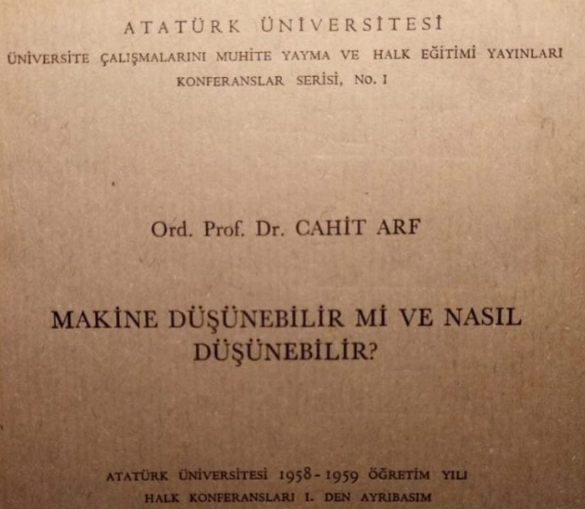 ATATÜRK ÜNİVERSİTESİ
ÜNİVERSİTE ÇALIŞMALARINI MUHİTE YAYMA VE HALK EĞİTİMİ YAYINLARI
KONFERANSLAR SERİSİ, No. I
Ord. Prof. Dr. CAHİT ARF
MAKİNE DÜŞÜNEBİLİR Mİ VE NASIL
DÜŞÜNEBİLİR?
ATATÜRK ÜNİVERSİTESİ 1958-1959 ÖĞRETİM YILI
HALK KONFERANSLARI I. DEN AYRIBASIM